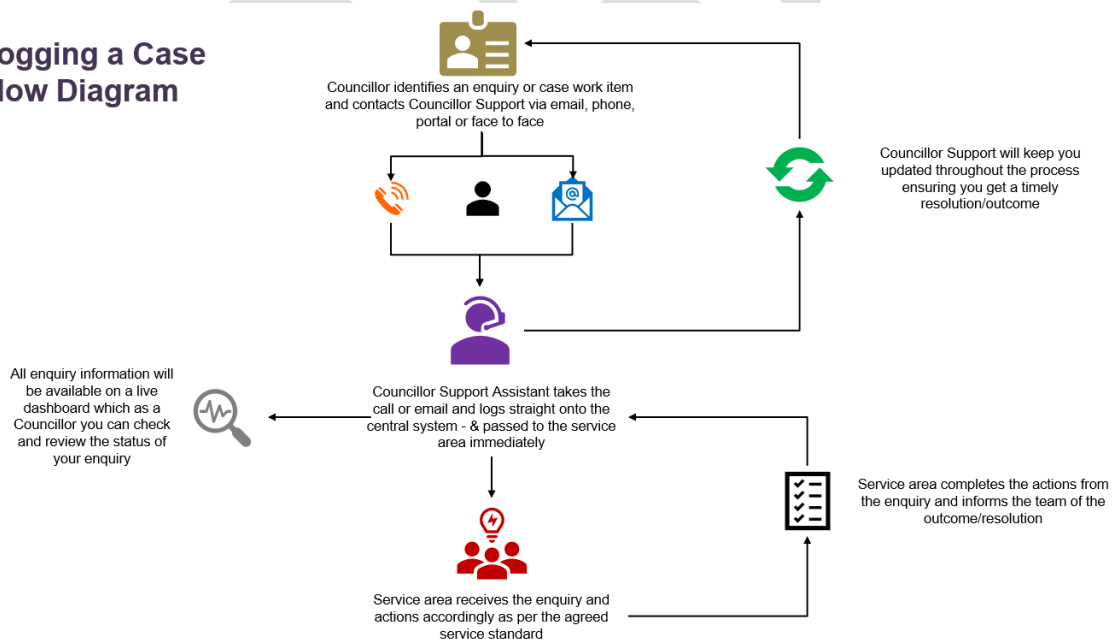 ogging a Case
low Diagram
Councillor identifies an enquiry or case work item
and contacts Councillor Support via email, phone,
portal or face to face
Councillor Support will keep you
updated throughout the process
ensuring you get a timely
resolution/outcome
@
All enquiry information will
be available on a live
dashboard which as a
Councillor you can check
and review the status of
your enquiry
Councillor Support Assistant takes the
call or email and logs straight onto the
central system - & passed to the service
area immediately
Service area completes the actions from
the enquiry and informs the team of the
outcome/resolution
Service area receives the enquiry and
actions accordingly as per the agreed
service standard